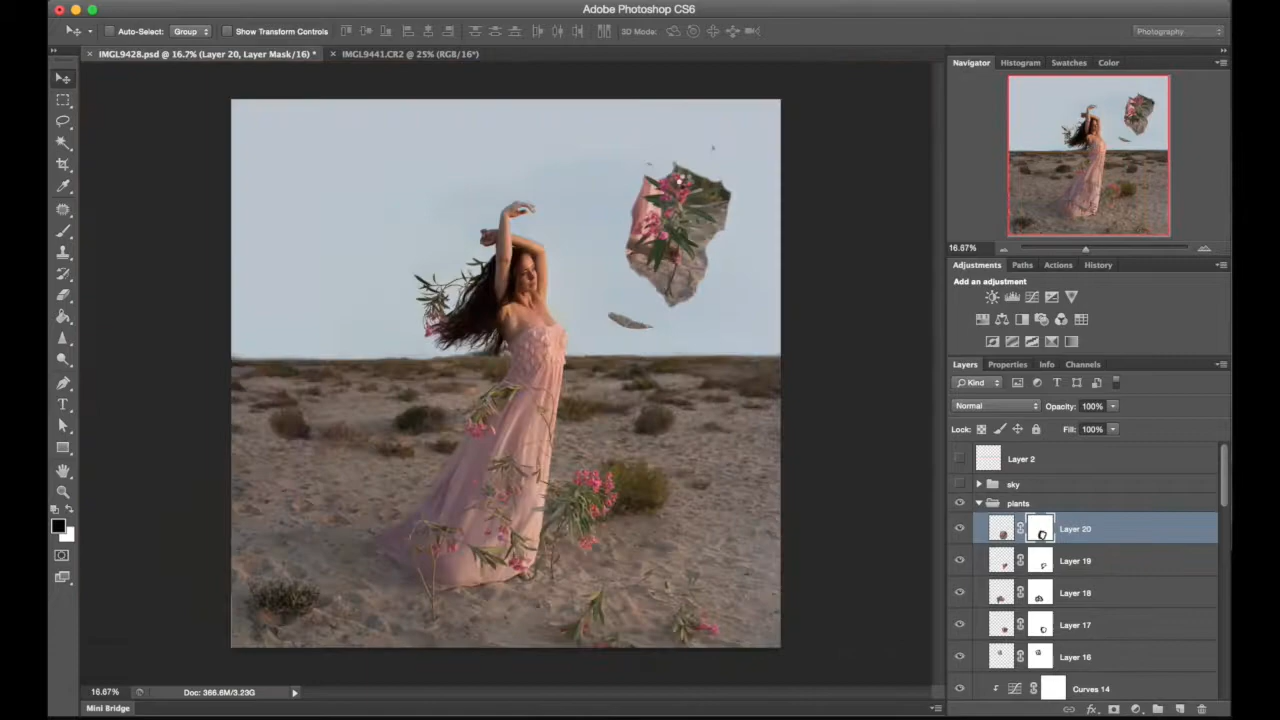 Adobe Photoshop CS6
Auto-Select: Group Show Transform Controls 3D Mode: Photography
IMGL9428.psd @ 16.7% (Layer 20, Layer Mask/16) * IMGL9441.CR2 @ 25% (RGB/16*)
Navigator Histogram Swatches Color
16.67%
Adjustments Paths Actions History
Add an adjustment
Layers Properties Info Channels
Kind
Normal Opacity: 100%
Lock: Fill: 100%
Layer 2
sky
plants
Layer 20
Layer 19
Layer 18
Layer 17
Layer 16
Curves 14
16.67% Doc: 366.6M/3.23G
Mini Bridge